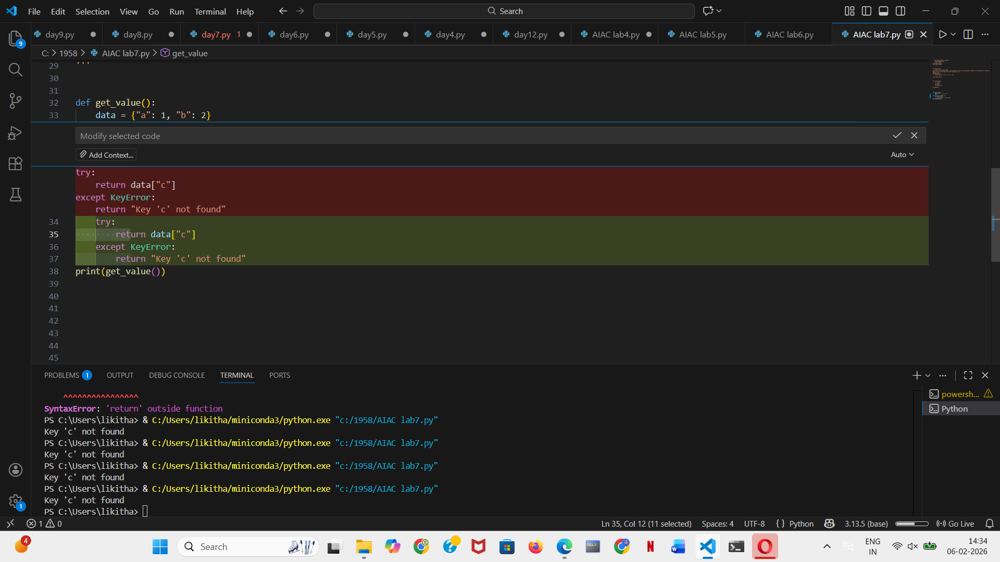 File Edit Selection View Go Run Terminal Help
Search
day9.py day8.py day7.py 1 day6.py day5.py day4.py day12.py AIAC lab4.py AIAC lab5.py AIAC lab6.py AIAC lab7.py
9
C: > 1958 > AIAC lab7.py > get_value
29 '''
30
31
32 def get_value():
33 data = {"a": 1, "b": 2}
Modify selected code
Add Context... Auto
try:
return data["c"]
except KeyError:
return "Key 'c' not found"
34 try:
35 return data["c"]
36 except KeyError:
37 return "Key 'c' not found"
38 print(get_value())
39
40
41
42
43
44
45
PROBLEMS 1 OUTPUT DEBUG CONSOLE TERMINAL PORTS
^^^^^^^^^^^^^^^^
SyntaxError: 'return' outside function
PS C:\Users\likitha> & C:/Users/likitha/miniconda3/python.exe "c:/1958/AIAC lab7.py"
Key 'c' not found
PS C:\Users\likitha> & C:/Users/likitha/miniconda3/python.exe "c:/1958/AIAC lab7.py"
Key 'c' not found
PS C:\Users\likitha> & C:/Users/likitha/miniconda3/python.exe "c:/1958/AIAC lab7.py"
Key 'c' not found
PS C:\Users\likitha> & C:/Users/likitha/miniconda3/python.exe "c:/1958/AIAC lab7.py"
Key 'c' not found
PS C:\Users\likitha>
powersh...
Python
1
1 0 Ln 35, Col 12 (11 selected) Spaces: 4 UTF-8 { } Python 3.13.5 (base) Go Live
4
Search
ENG
IN
14:34
06-02-2026